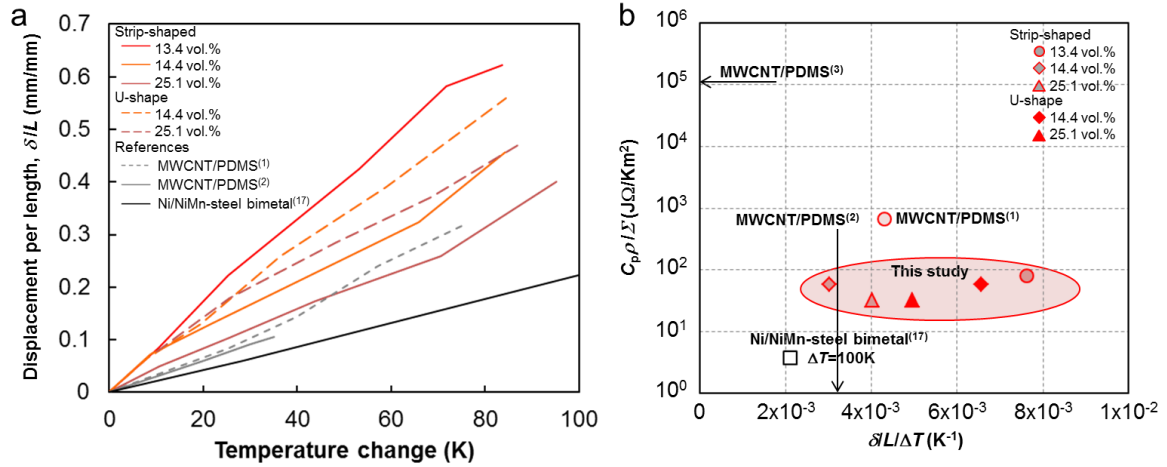 a
Displacement per length, δ/L (mm/mm)
0.7
0.6
0.5
0.4
0.3
0.2
0.1
0
Strip-shaped
13.4 vol.%
14.4 vol.%
25.1 vol.%
U-shape
14.4 vol.%
25.1 vol.%
References
MWCNT/PDMS(1)
MWCNT/PDMS(2)
Ni/NiMn-steel bimetal(17)
0 20 40 60 80 100
Temperature change (K)
b
Cpρ/Σ (JΩ/Km²)
10⁶
10⁵
10⁴
10³
10²
10¹
10⁰
Strip-shaped
13.4 vol.%
14.4 vol.%
25.1 vol.%
U-shape
14.4 vol.%
25.1 vol.%
MWCNT/PDMS(3)
MWCNT/PDMS(2)
MWCNT/PDMS(1)
This study
Ni/NiMn-steel bimetal(17)
ΔT=100K
0 2x10⁻³ 4x10⁻³ 6x10⁻³ 8x10⁻³ 1x10⁻²
δ/L/ΔT (K⁻¹)